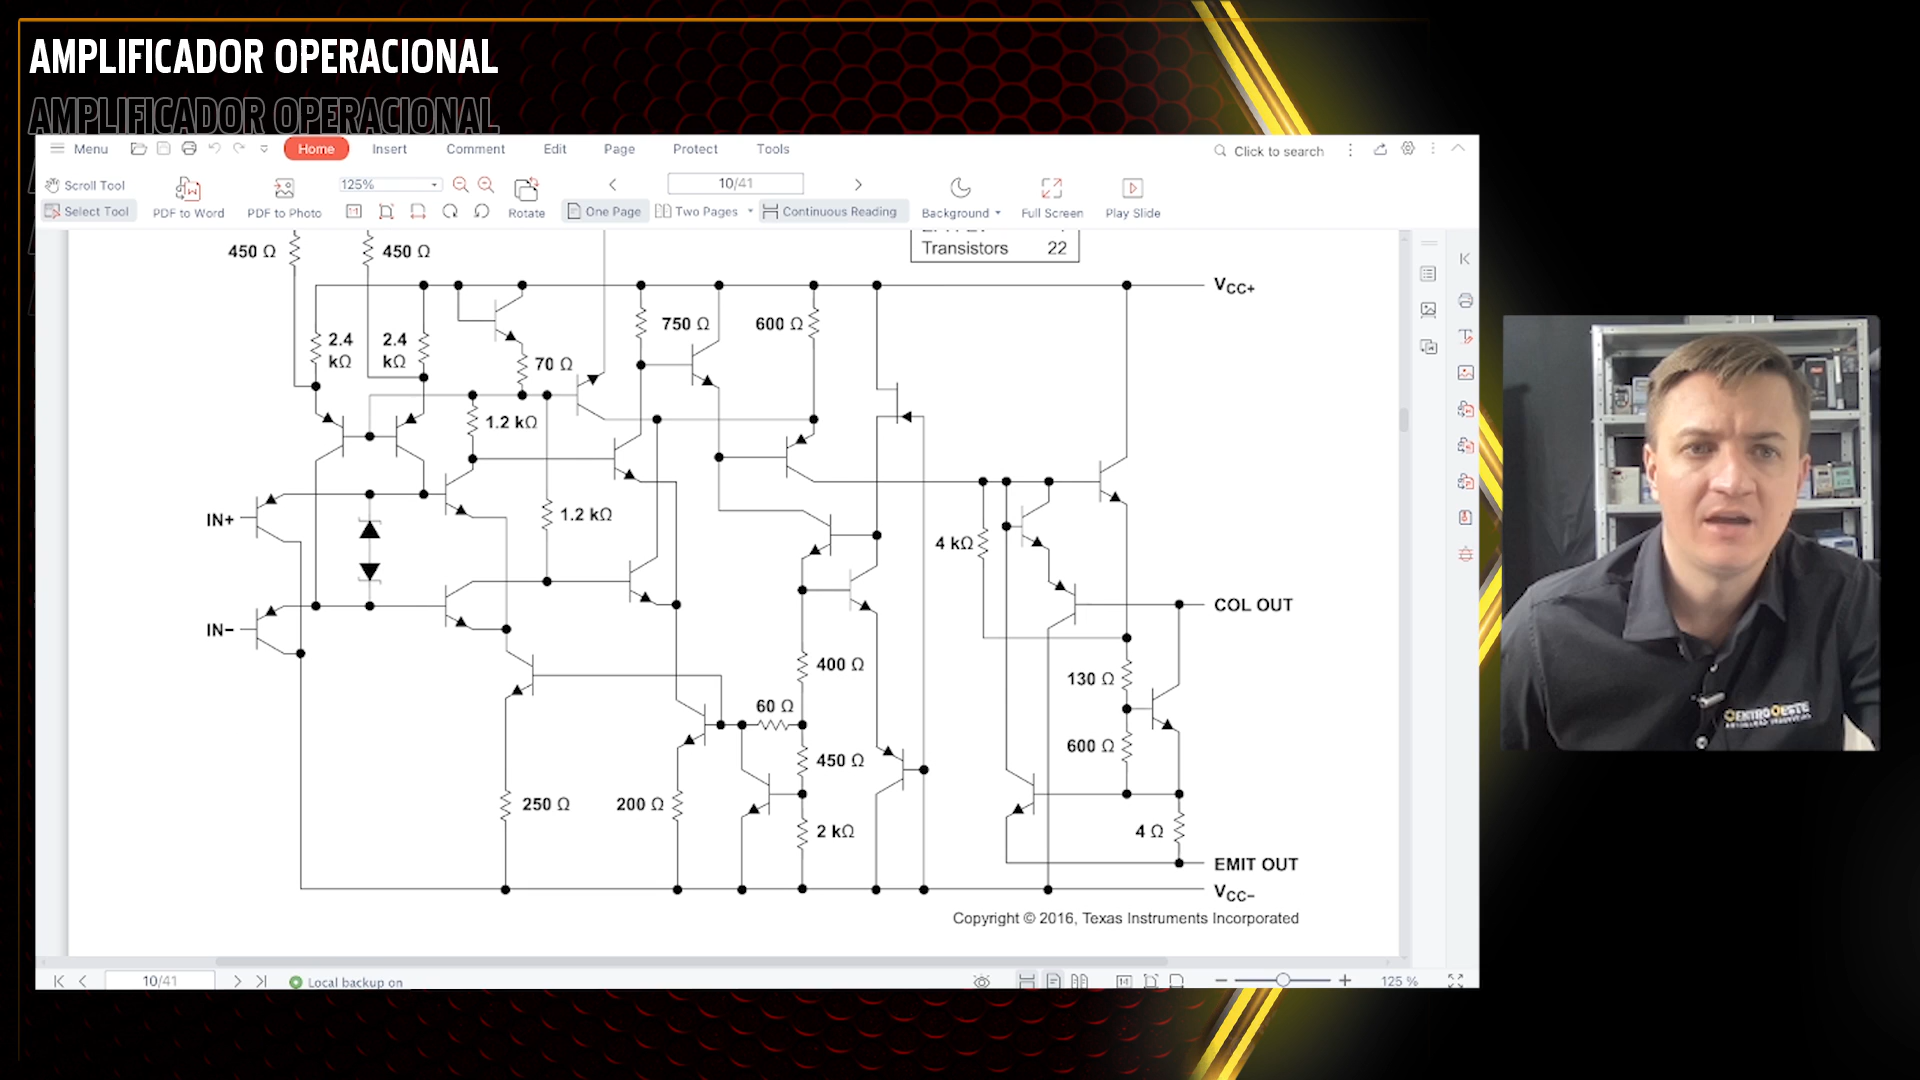 AMPLIFICADOR OPERACIONAL
AMPLIFICADOR OPERACIONAL
Menu Home Insert Comment Edit Page Protect Tools Click to search
Scroll Tool
Select Tool
PDF to Word
PDF to Photo
125%
Rotate
One Page
Two Pages
10/41
Continuous Reading
Background
Full Screen
Play Slide
450 Ω
450 Ω
Transistors 22
VCC+
2.4 kΩ
2.4 kΩ
70 Ω
750 Ω
600 Ω
1.2 kΩ
IN+
1.2 kΩ
4 kΩ
IN−
COL OUT
400 Ω
130 Ω
60 Ω
450 Ω
600 Ω
250 Ω
200 Ω
2 kΩ
4 Ω
EMIT OUT
VCC−
Copyright © 2016, Texas Instruments Incorporated
10/41
Local backup on
125 %
CENTRO OESTE